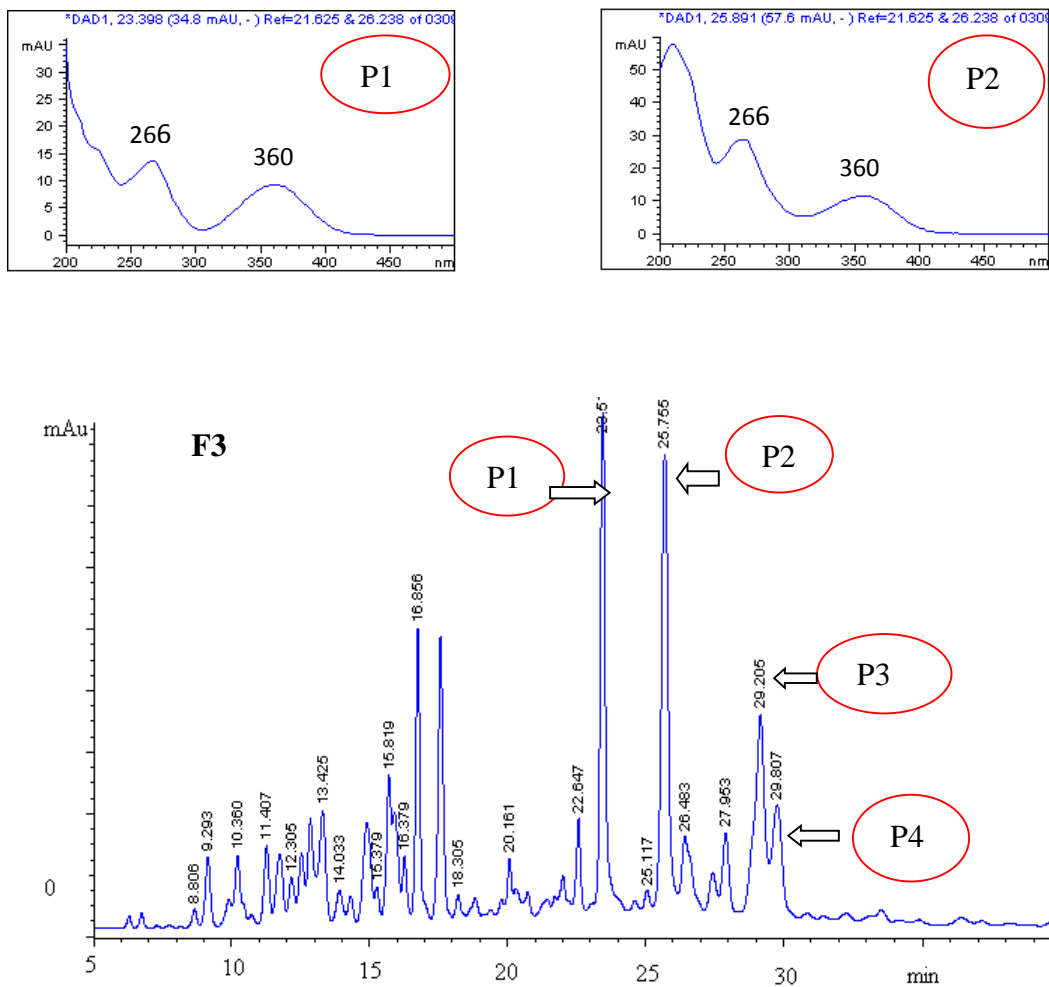 *DAD1, 23.398 (34.8 mAU, - ) Ref=21.625 & 26.238 of 0309
mAU
P1
30
25
20
15
10
5
0
266
360
200 250 300 350 400 450 nm
*DAD1, 25.891 (57.6 mAU, - ) Ref=21.625 & 26.238 of 0309
mAU
P2
50
40
30
20
10
0
266
360
200 250 300 350 400 450 nm
mAu
F3
P1
P2
P3
P4
8.806
9.293
10.360
11.407
12.305
13.425
14.033
15.379
15.819
16.379
16.856
18.305
20.161
22.647
25.117
25.755
26.483
27.953
29.205
29.807
0
5 10 15 20 25 30 min